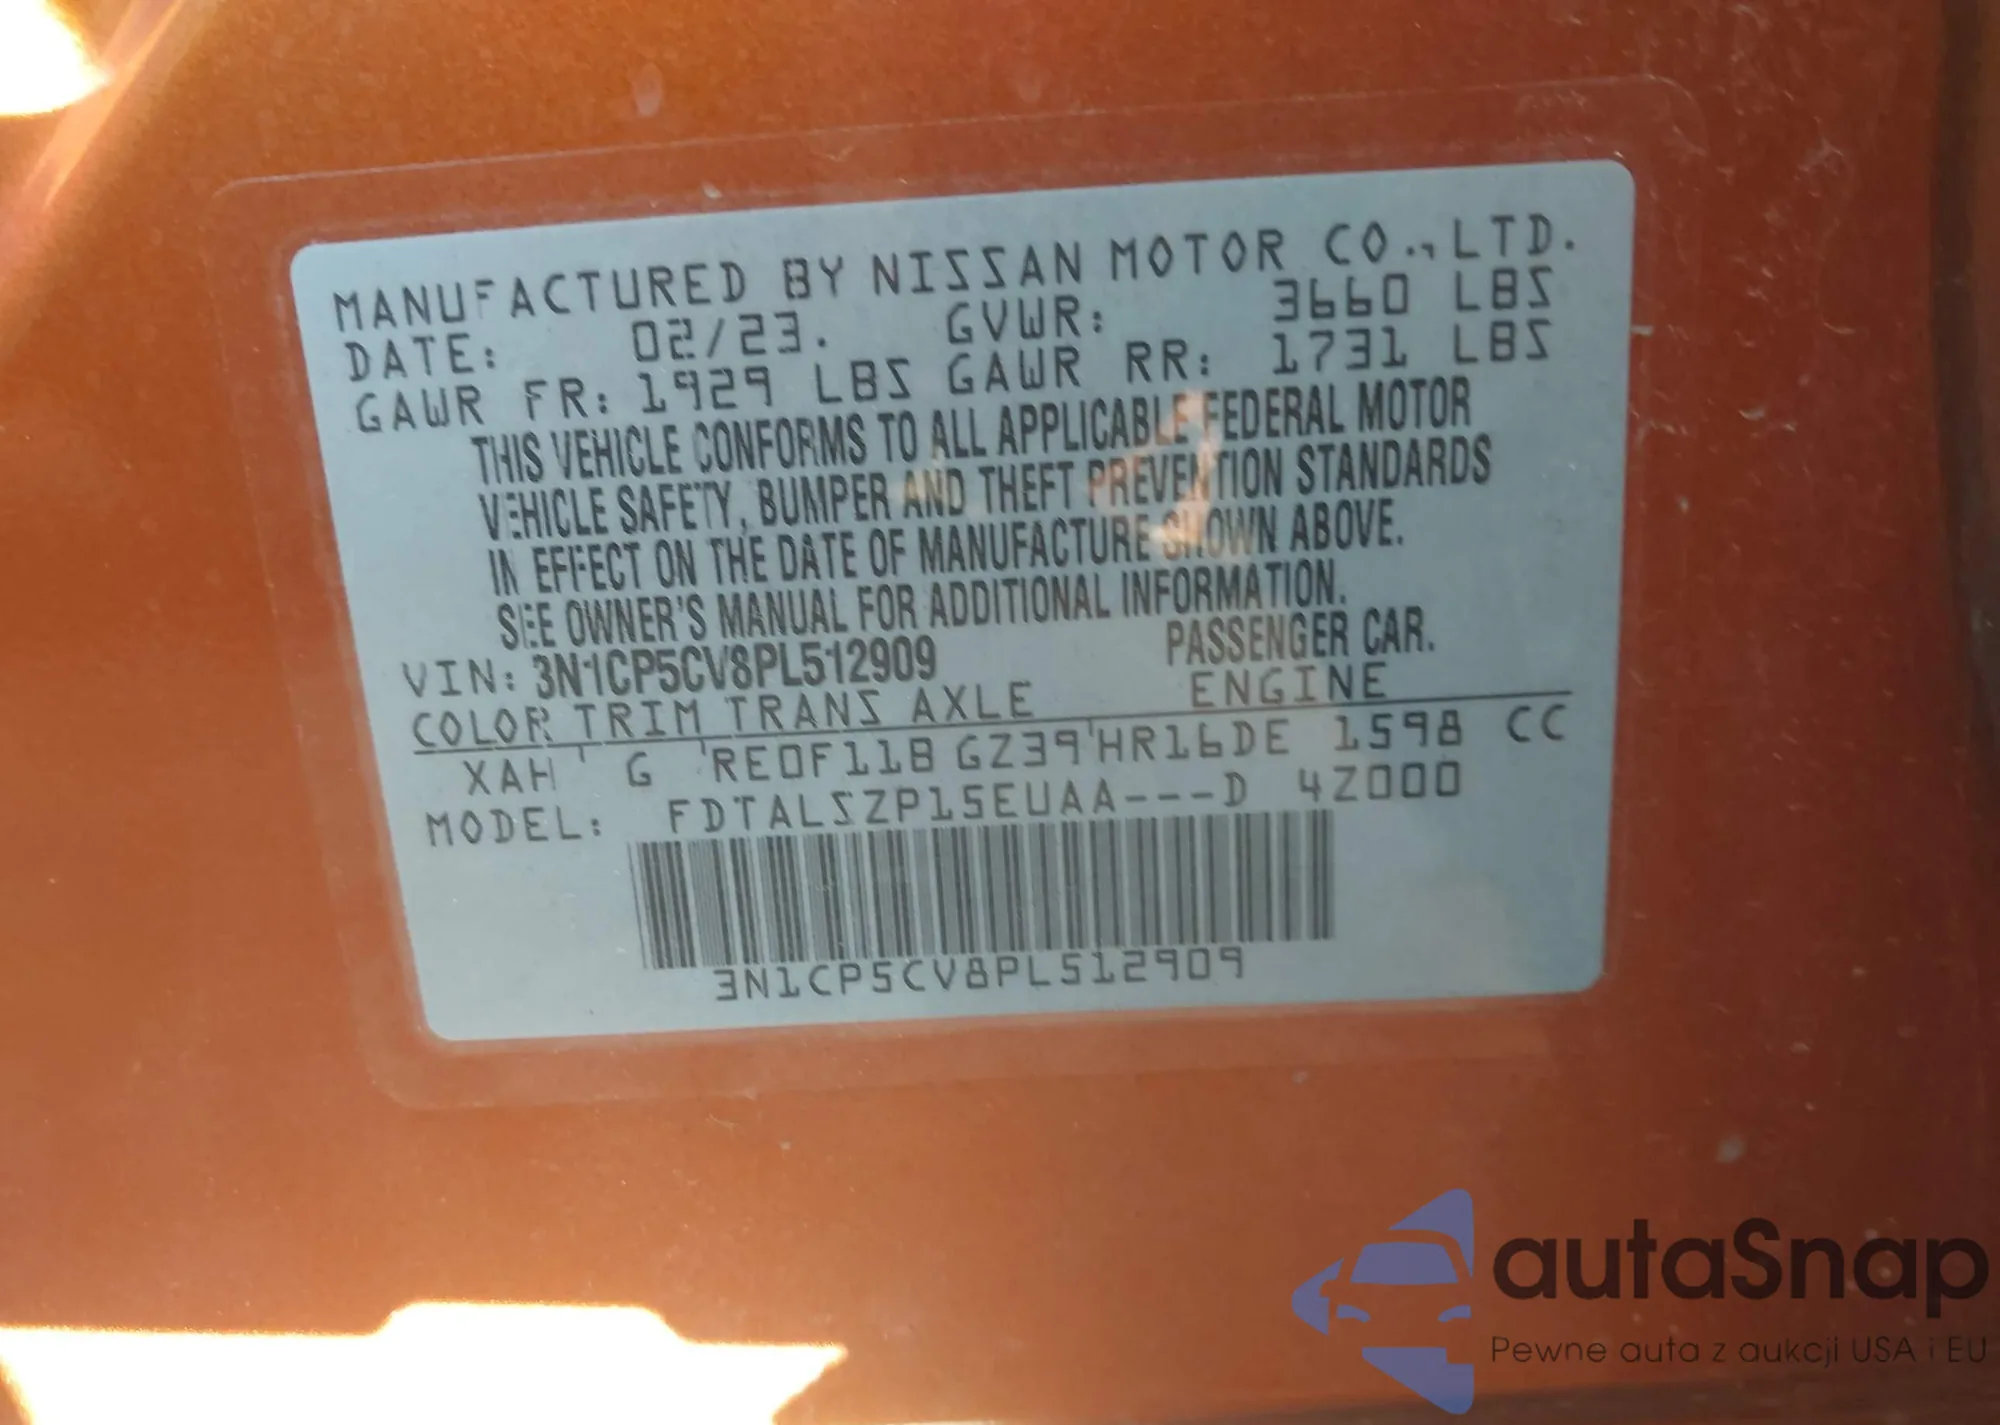 MANUFACTURED BY NISSAN MOTOR CO., LTD.
DATE: 02/23. GVWR: 3660 LBS
GAWR FR: 1929 LBS GAWR RR: 1731 LBS
THIS VEHICLE CONFORMS TO ALL APPLICABLE FEDERAL MOTOR
VEHICLE SAFETY, BUMPER AND THEFT PREVENTION STANDARDS
IN EFFECT ON THE DATE OF MANUFACTURE SHOWN ABOVE.
SEE OWNER'S MANUAL FOR ADDITIONAL INFORMATION.
VIN: 3N1CP5CV8PL512909 PASSENGER CAR.
COLOR TRIM TRANS AXLE ENGINE
XAH G RE0F11B GZ39 HR16DE 1598 CC
MODEL: FDTALSZP15EUAA---D 4Z000
3N1CP5CV8PL512909
autaSnap
Pewne auta z aukcji USA i EU